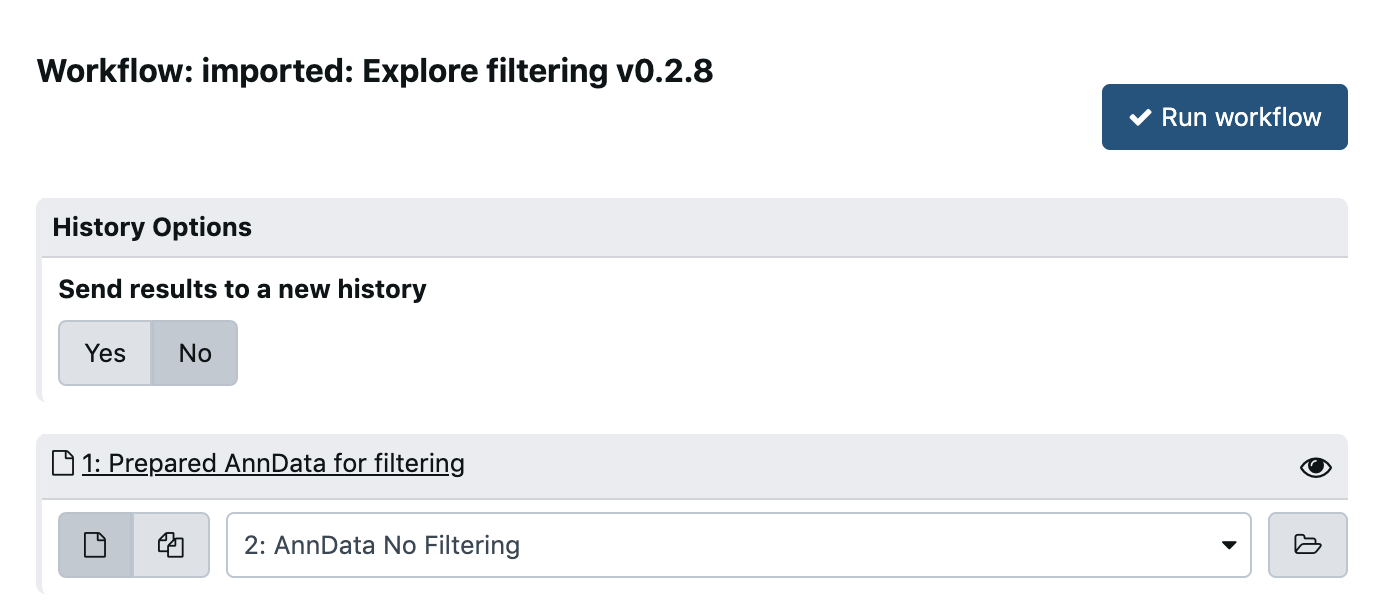 Workflow: imported: Explore filtering v0.2.8
Run workflow
History Options
Send results to a new history
Yes No
1: Prepared AnnData for filtering
2: AnnData No Filtering